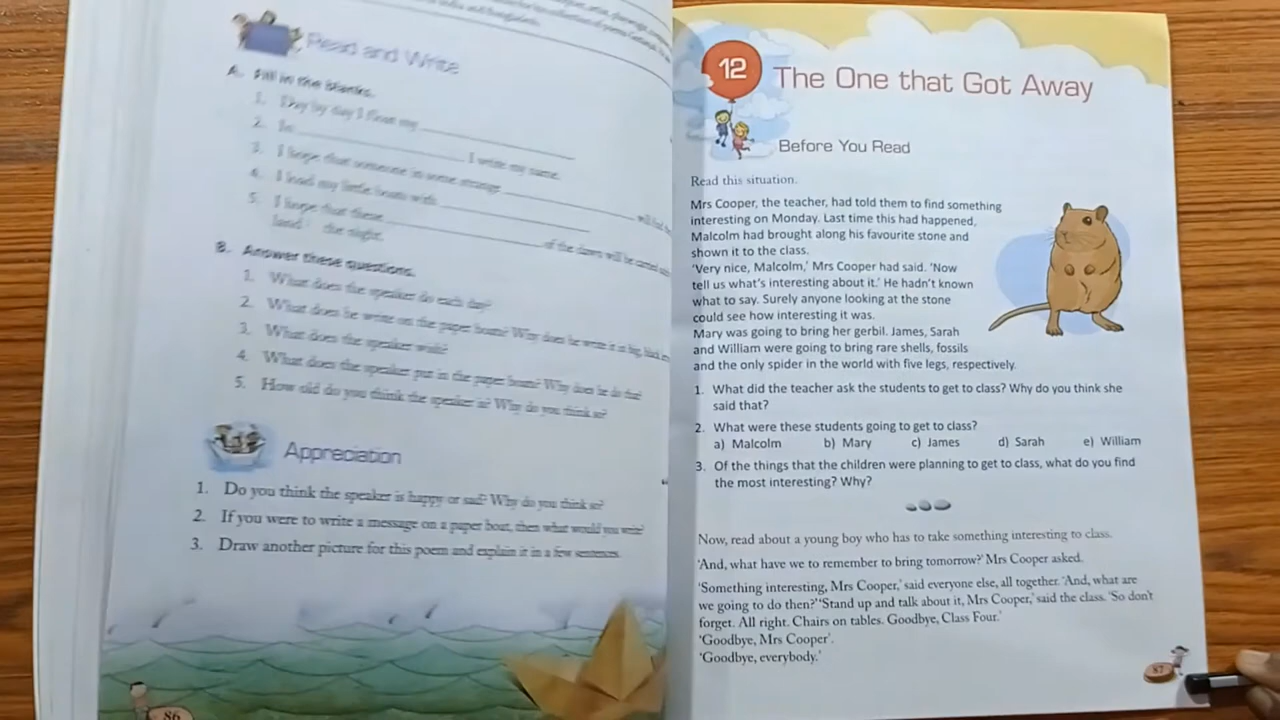 Read and Write
A. Fill in the blanks.
1. Day by day I float my
2. In I write my name.
3. I hope that someone in some strange will
4. I load my little boats with
5. I hope that these of the dawn will be carried
land the night.
B. Answer these questions.
1. What does the speaker do each day?
2. What does he write on the paper boats? Why does he write it in big, black
3. What does the speaker wish?
4. What does the speaker put in the paper boats? Why does he do that?
5. How old do you think the speaker is? Why do you think so?
Appreciation
1. Do you think the speaker is happy or sad? Why do you think so?
2. If you were to write a message on a paper boat, then what would you write?
3. Draw another picture for this poem and explain it in a few sentences.
86
12
The One that Got Away
Before You Read
Read this situation.
Mrs Cooper, the teacher, had told them to find something
interesting on Monday. Last time this had happened,
Malcolm had brought along his favourite stone and
shown it to the class.
'Very nice, Malcolm,' Mrs Cooper had said. 'Now
tell us what's interesting about it.' He hadn't known
what to say. Surely anyone looking at the stone
could see how interesting it was.
Mary was going to bring her gerbil. James, Sarah
and William were going to bring rare shells, fossils
and the only spider in the world with five legs, respectively.
1. What did the teacher ask the students to get to class? Why do you think she
said that?
2. What were these students going to get to class?
a) Malcolm b) Mary c) James d) Sarah e) William
3. Of the things that the children were planning to get to class, what do you find
the most interesting? Why?
Now, read about a young boy who has to take something interesting to class.
'And, what have we to remember to bring tomorrow?' Mrs Cooper asked.
'Something interesting, Mrs Cooper,' said everyone else, all together. 'And, what are
we going to do then?' 'Stand up and talk about it, Mrs Cooper,' said the class. 'So don't
forget. All right. Chairs on tables. Goodbye, Class Four.'
'Goodbye, Mrs Cooper'.
'Goodbye, everybody.'
87